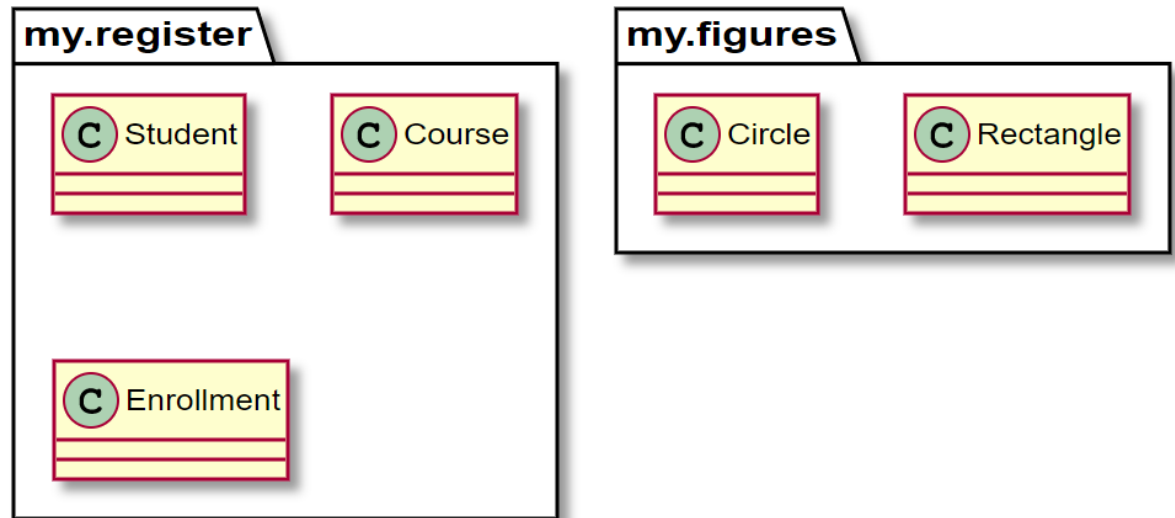 my.register
C Student
C Course
C Enrollment
my.figures
C Circle
C Rectangle